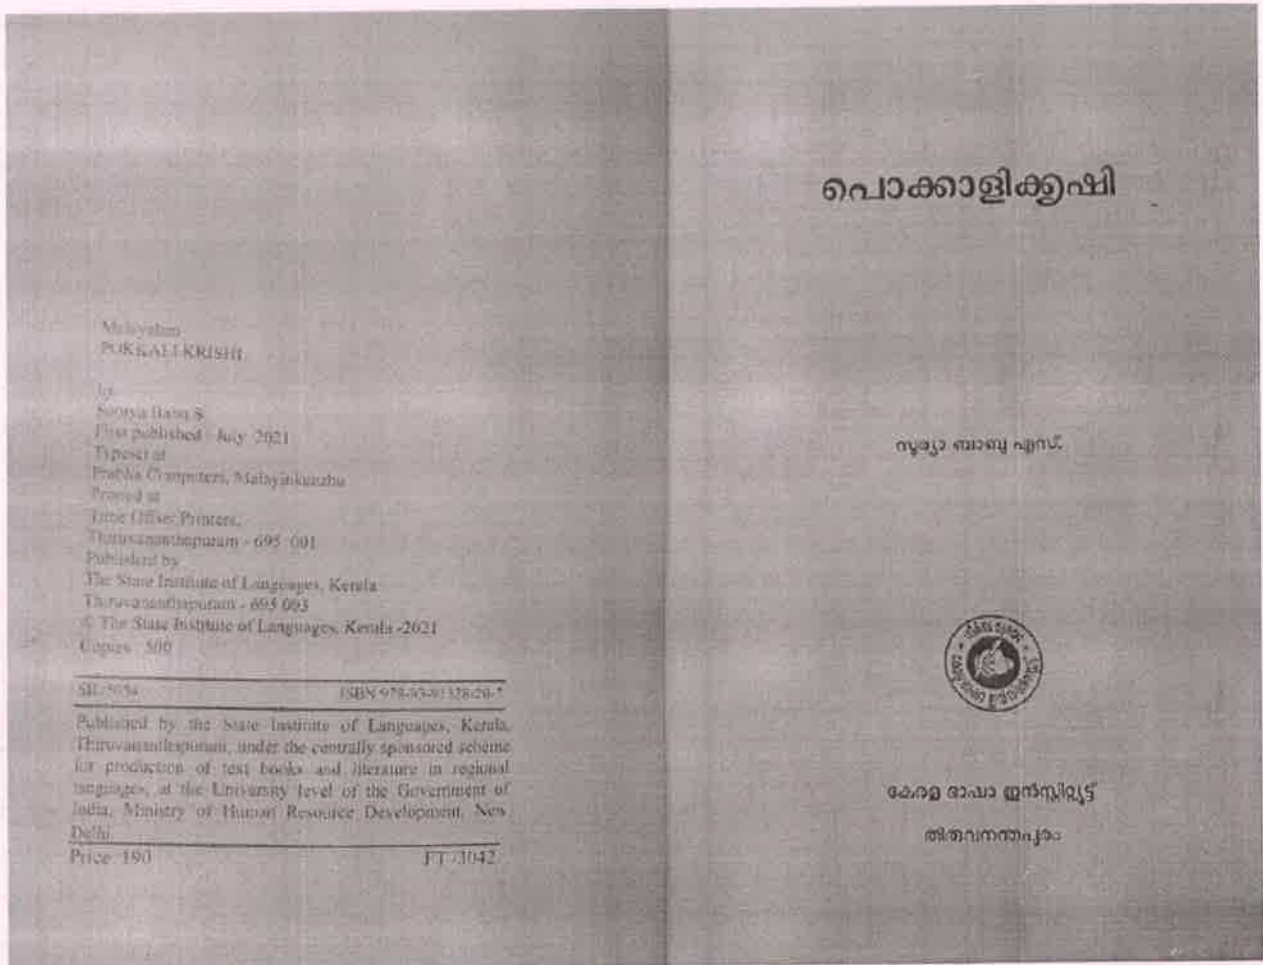 Malayalam
POKKALI KRISHI
by
Soorya Babu S.
First published July 2021
Typeset at
Prabha Computers, Malayinkeezhu
Printed at
Time Offset Printers,
Thiruvananthapuram - 695 001
Published by
The State Institute of Languages, Kerala
Thiruvananthapuram - 695 003
© The State Institute of Languages, Kerala -2021
Copies 500
ISBN
Published by the State Institute of Languages, Kerala,
Thiruvananthapuram, under the centrally sponsored scheme
for production of text books and literature in regional
languages, at the University level of the Government of
India, Ministry of Human Resource Development, New
Delhi
Price 190 FT /3042
പൊക്കാളിക്കൃഷി
സൂര്യാ ബാബു എസ്.
കേരള ഭാഷാ ഇൻസ്റ്റിറ്റ്യൂട്ട്
തിരുവനന്തപുരം